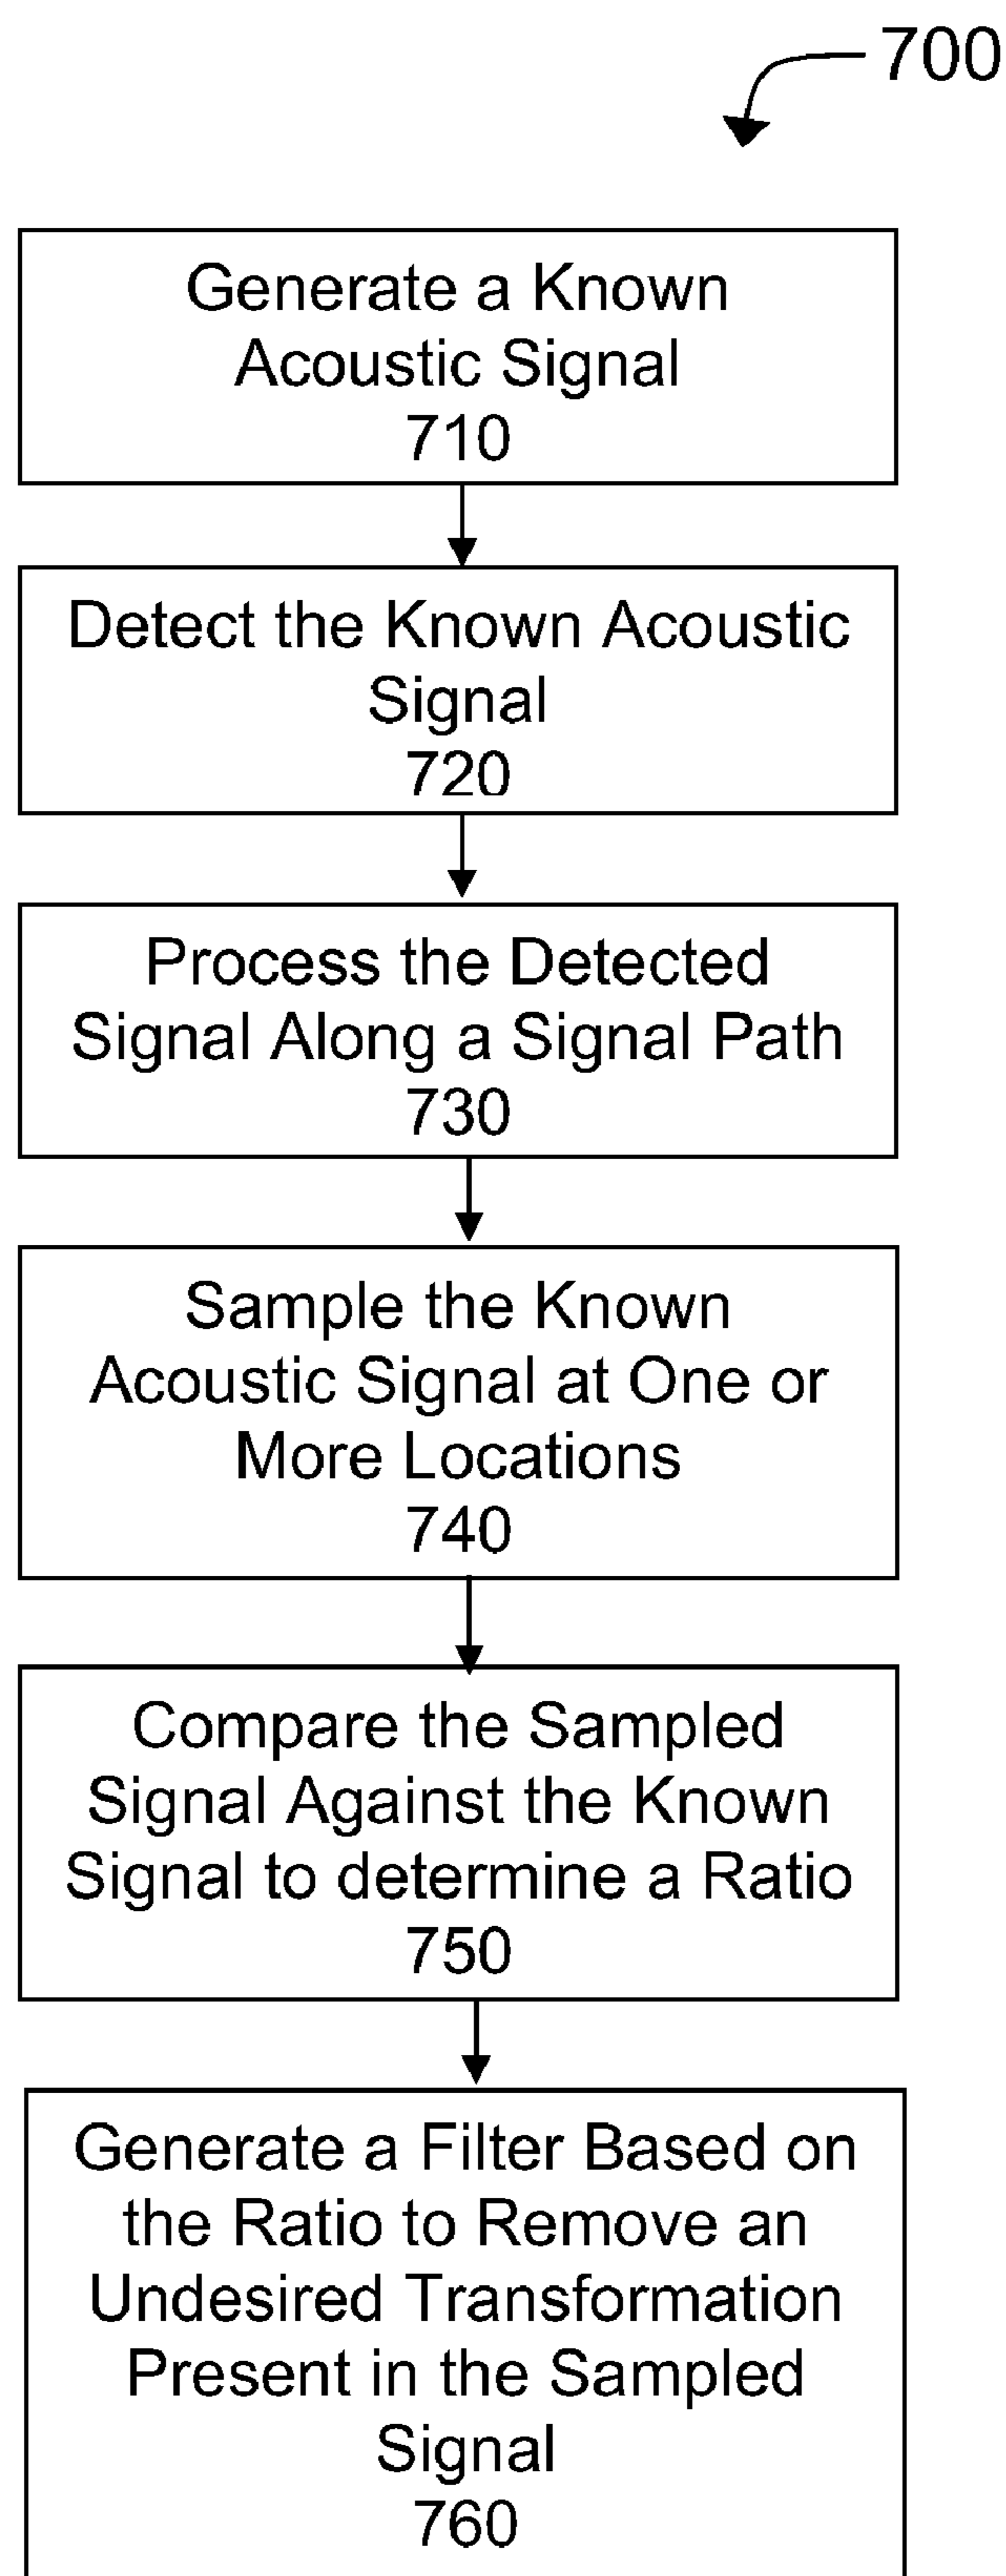 700
Generate a Known
Acoustic Signal
710
Detect the Known Acoustic
Signal
720
Process the Detected
Signal Along a Signal Path
730
Sample the Known
Acoustic Signal at One or
More Locations
740
Compare the Sampled
Signal Against the Known
Signal to determine a Ratio
750
Generate a Filter Based on
the Ratio to Remove an
Undesired Transformation
Present in the Sampled
Signal
760